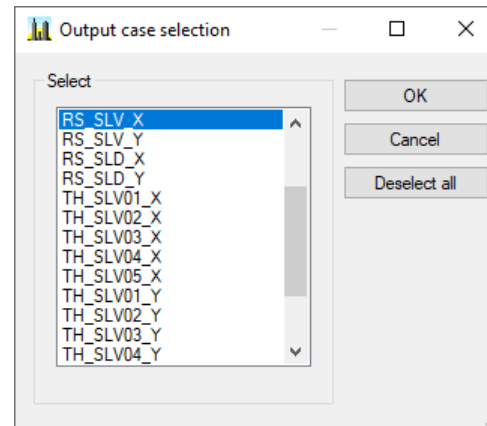 Output case selection
Select
RS_SLV_X
RS_SLV_Y
RS_SLD_X
RS_SLD_Y
TH_SLV01_X
TH_SLV02_X
TH_SLV03_X
TH_SLV04_X
TH_SLV05_X
TH_SLV01_Y
TH_SLV02_Y
TH_SLV03_Y
TH_SLV04_Y
OK
Cancel
Deselect all